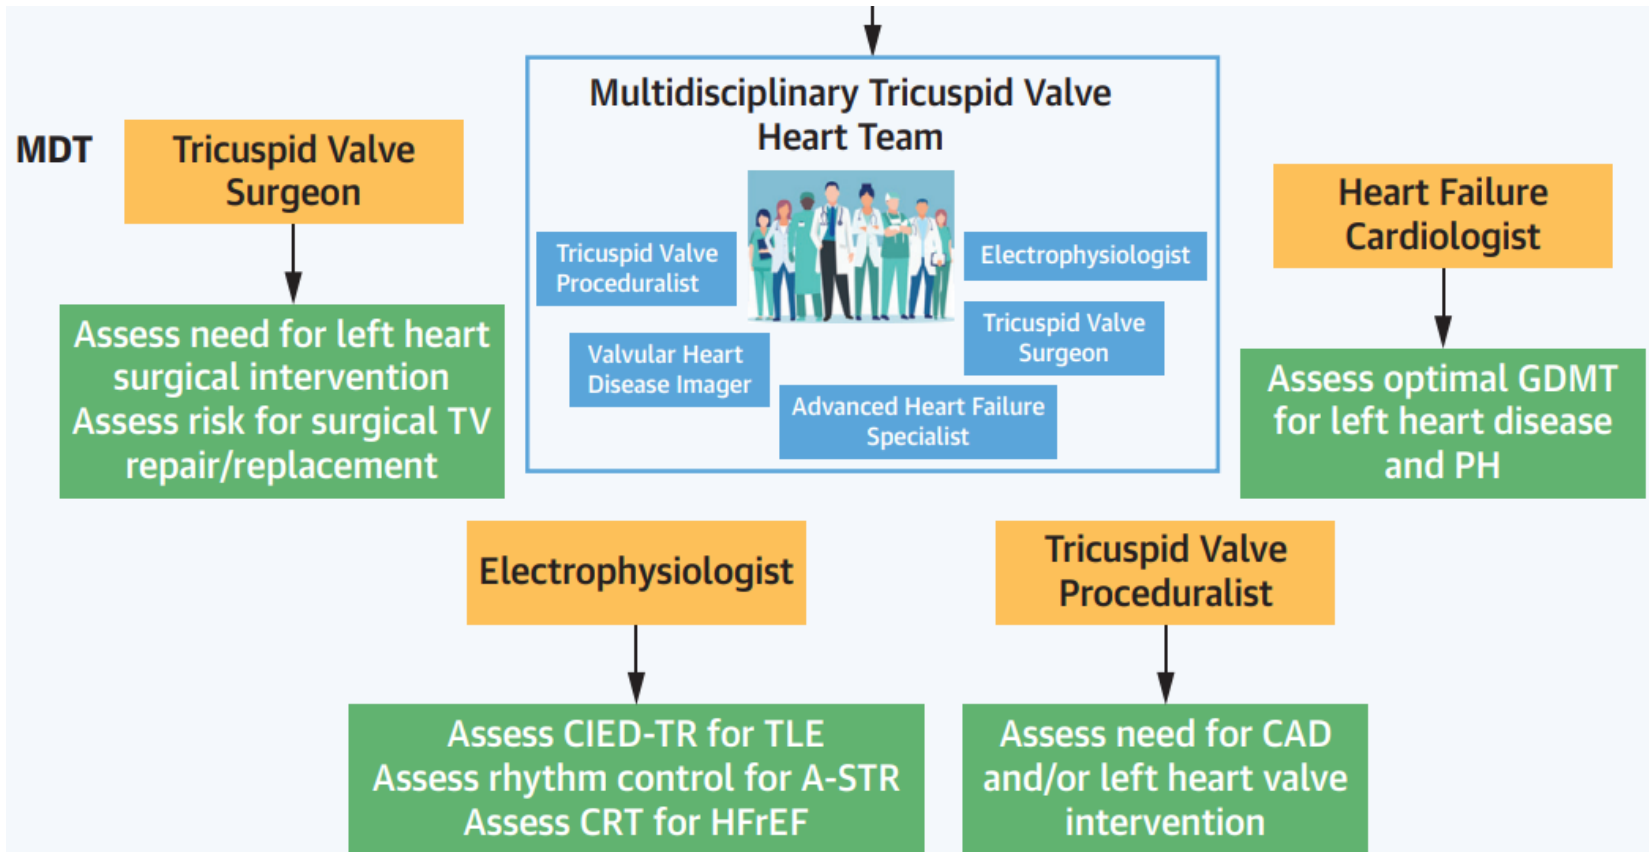 Multidisciplinary Tricuspid Valve
Heart Team
MDT
Tricuspid Valve
Surgeon
Assess need for left heart
surgical intervention
Assess risk for surgical TV
repair/replacement
Tricuspid Valve
Proceduralist
Valvular Heart
Disease Imager
Advanced Heart Failure
Specialist
Electrophysiologist
Tricuspid Valve
Surgeon
Heart Failure
Cardiologist
Assess optimal GDMT
for left heart disease
and PH
Electrophysiologist
Assess CIED-TR for TLE
Assess rhythm control for A-STR
Assess CRT for HFrEF
Tricuspid Valve
Proceduralist
Assess need for CAD
and/or left heart valve
intervention